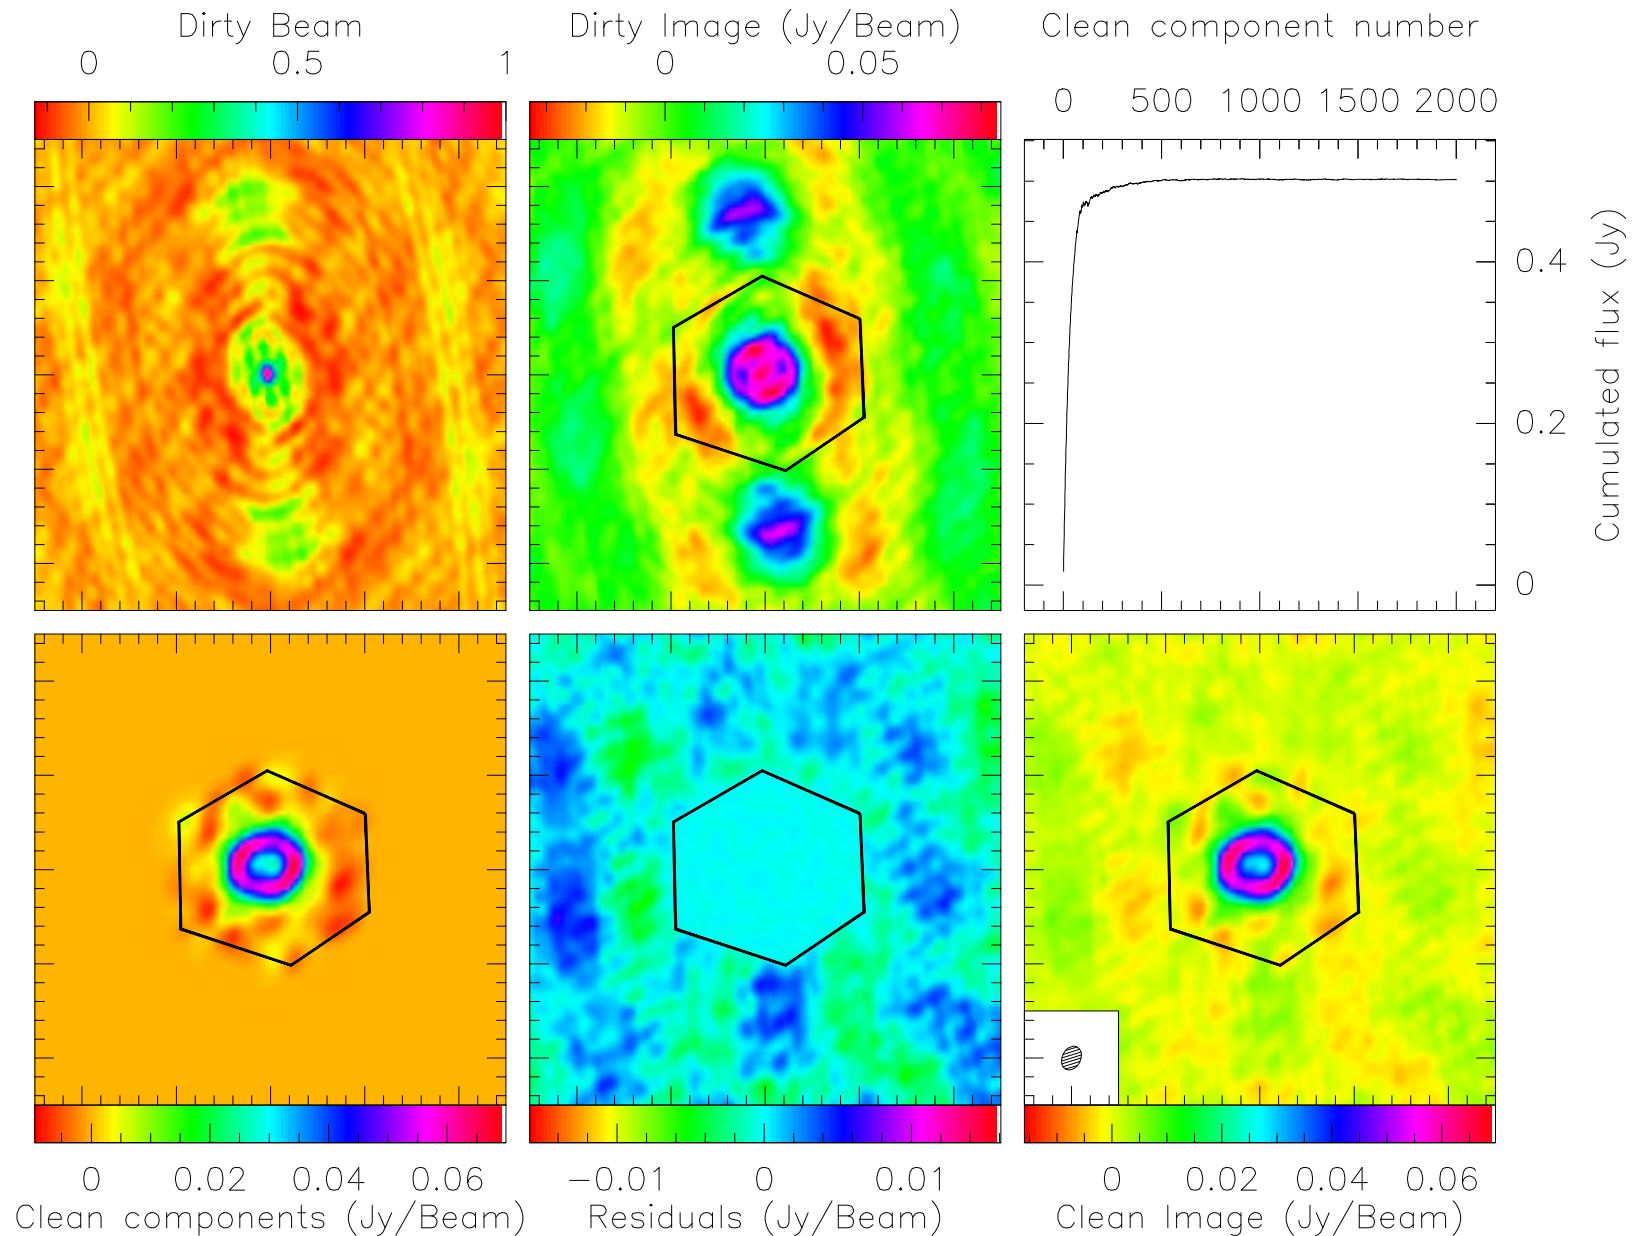 Dirty Beam
0 0.5 1
Dirty Image (Jy/Beam)
0 0.05
Clean component number
0 500 1000 1500 2000
0.4
0.2
0
Cumulated flux (Jy)
0 0.02 0.04 0.06
Clean components (Jy/Beam)
−0.01 0 0.01
Residuals (Jy/Beam)
0 0.02 0.04 0.06
Clean Image (Jy/Beam)